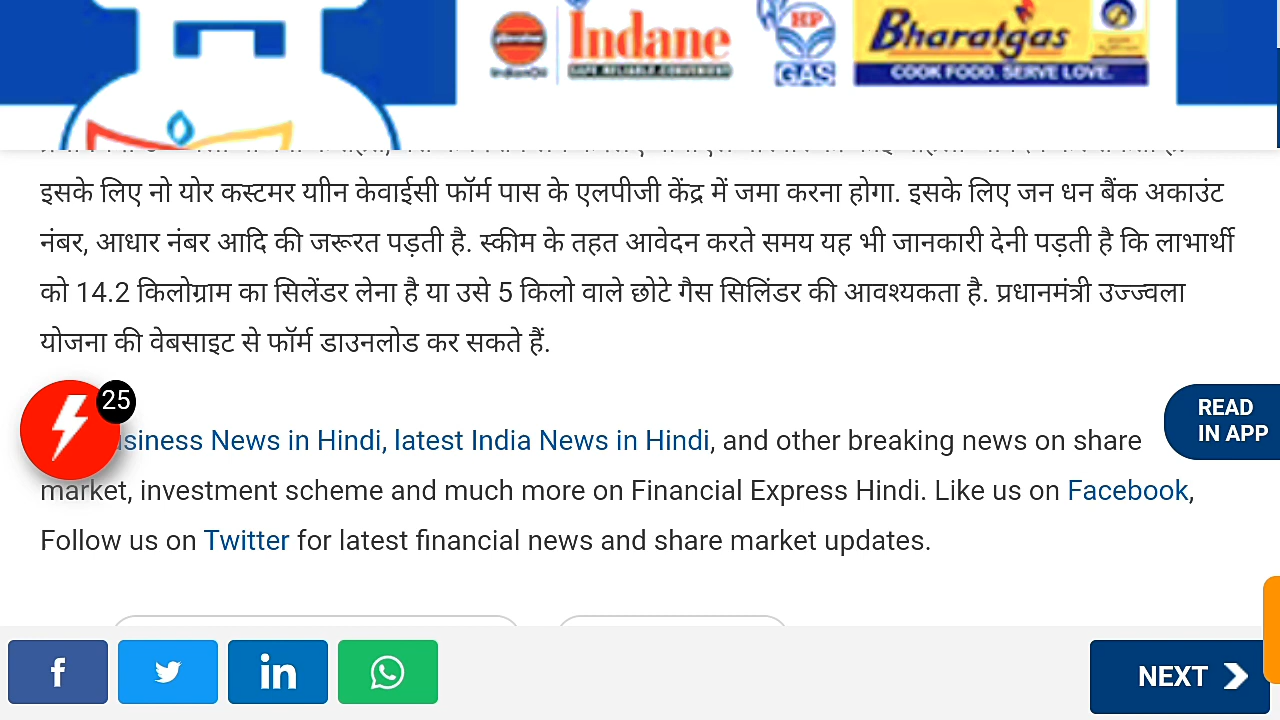 Indane
HP
Bharatgas
IndianOil
SAFE. RELIABLE. CONVENIENT
GAS
COOK FOOD. SERVE LOVE.
इसके लिए नो योर कस्टमर याीन केवाईसी फॉर्म पास के एलपीजी केंद्र में जमा करना होगा. इसके लिए जन धन बैंक अकाउंट
नंबर, आधार नंबर आदि की जरूरत पड़ती है. स्कीम के तहत आवेदन करते समय यह भी जानकारी देनी पड़ती है कि लाभार्थी
को 14.2 किलोग्राम का सिलेंडर लेना है या उसे 5 किलो वाले छोटे गैस सिलिंडर की आवश्यकता है. प्रधानमंत्री उज्ज्वला
योजना की वेबसाइट से फॉर्म डाउनलोड कर सकते हैं.
25
READ
IN APP
siness News in Hindi, latest India News in Hindi, and other breaking news on share
market, investment scheme and much more on Financial Express Hindi. Like us on Facebook,
Follow us on Twitter for latest financial news and share market updates.
f
in
NEXT